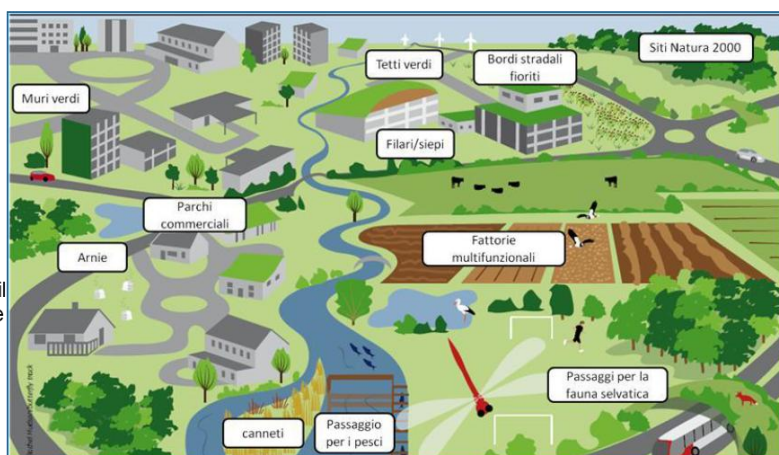 Siti Natura 2000
Tetti verdi
Bordi stradali
fioriti
Muri verdi
Filari/siepi
Parchi
commerciali
Arnie
Fattorie
multifunzionali
il
e
Passaggi per la
fauna selvatica
canneti
Passaggio
per i pesci